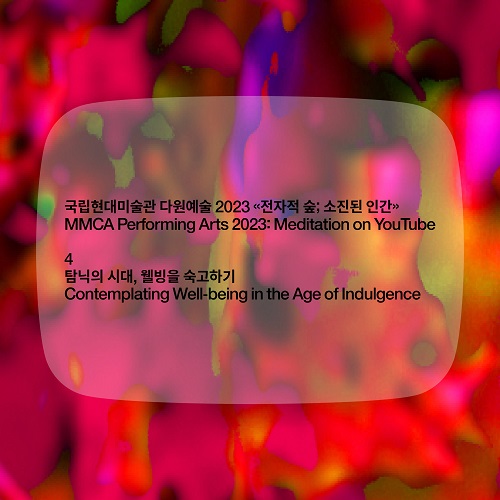 국립현대미술관 다원예술 2023 «전자적 숲; 소진된 인간»
MMCA Performing Arts 2023: Meditation on YouTube
4
탐닉의 시대, 웰빙을 숙고하기
Contemplating Well-being in the Age of Indulgence